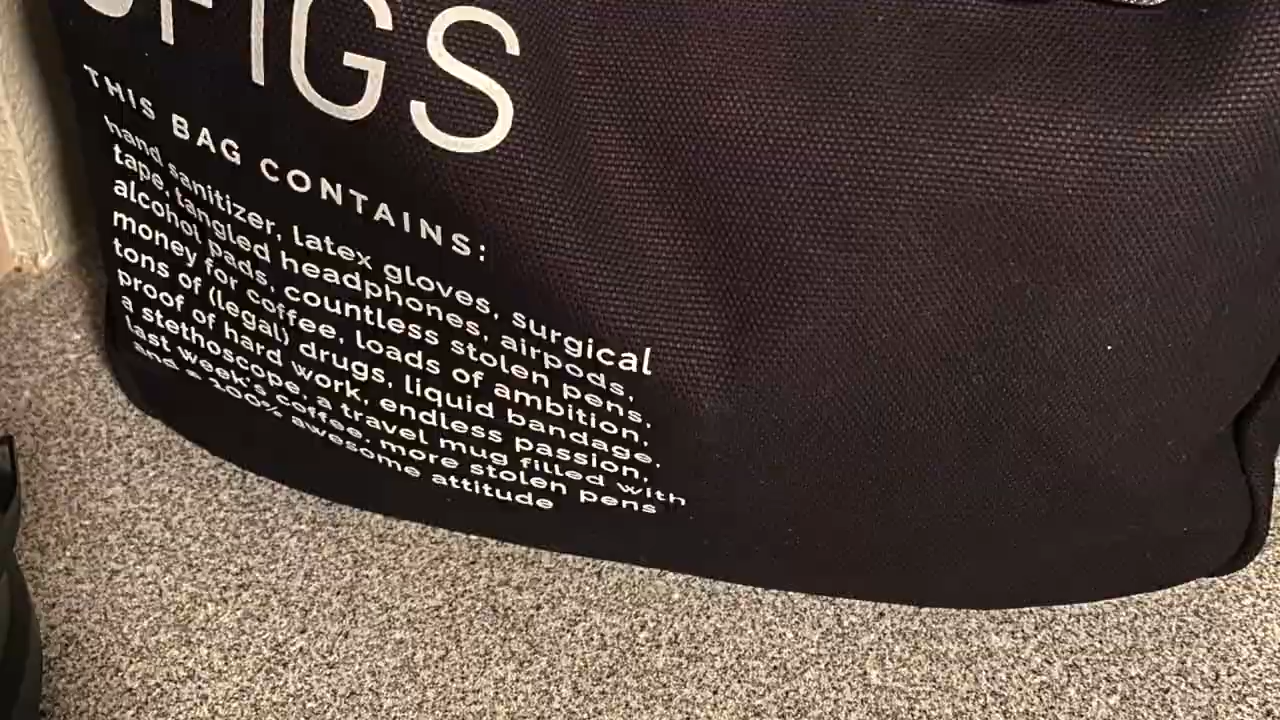 FIGS
THIS BAG CONTAINS:
hand sanitizer, latex gloves, surgical
tape, tangled headphones, airpods,
alcohol pads, countless stolen pens,
money for coffee, loads of ambition,
tons of (legal) drugs, liquid bandage,
proof of hard work, endless passion,
a stethoscope, a travel mug filled with
last week's coffee, more stolen pens
and = 100% awesome attitude